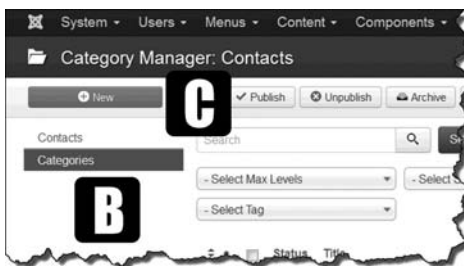 System Users Menus Content Components
Category Manager: Contacts
New Publish Unpublish Archive
C
Contacts Search
Categories
- Select Max Levels - Select
B
- Select Tag
Status Title